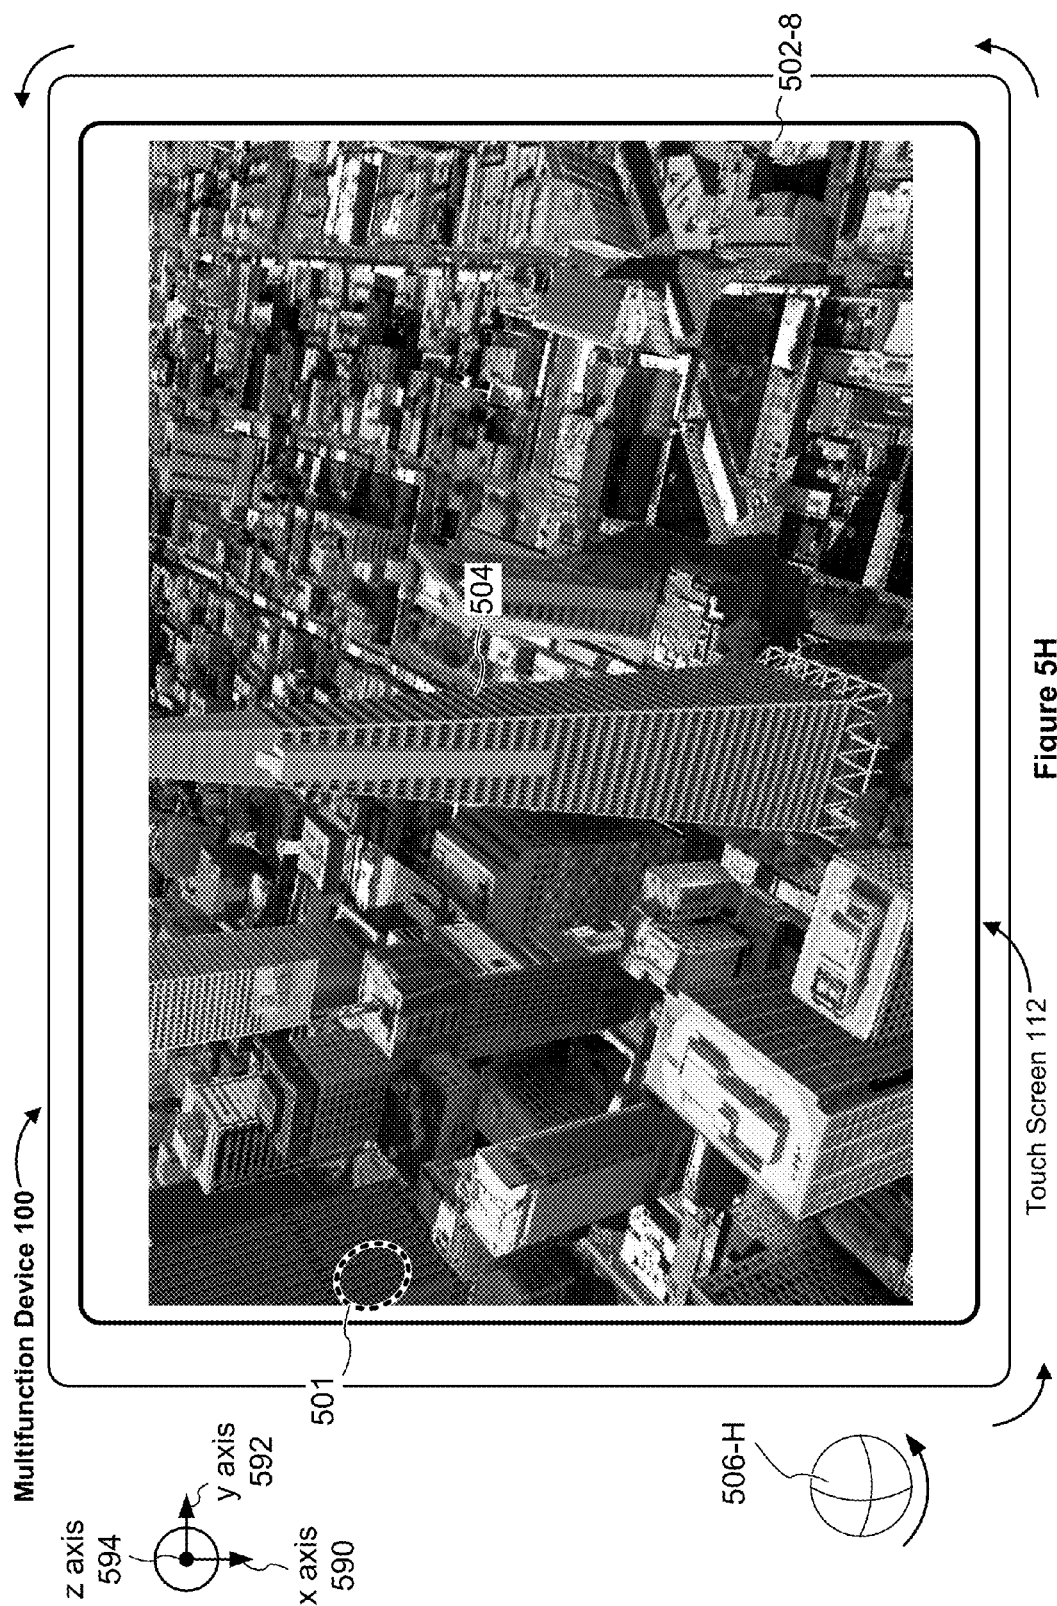 Multifunction Device 100
z axis
594
y axis
592
x axis
590
501
502-8
504
506-H
Touch Screen 112
Figure 5H